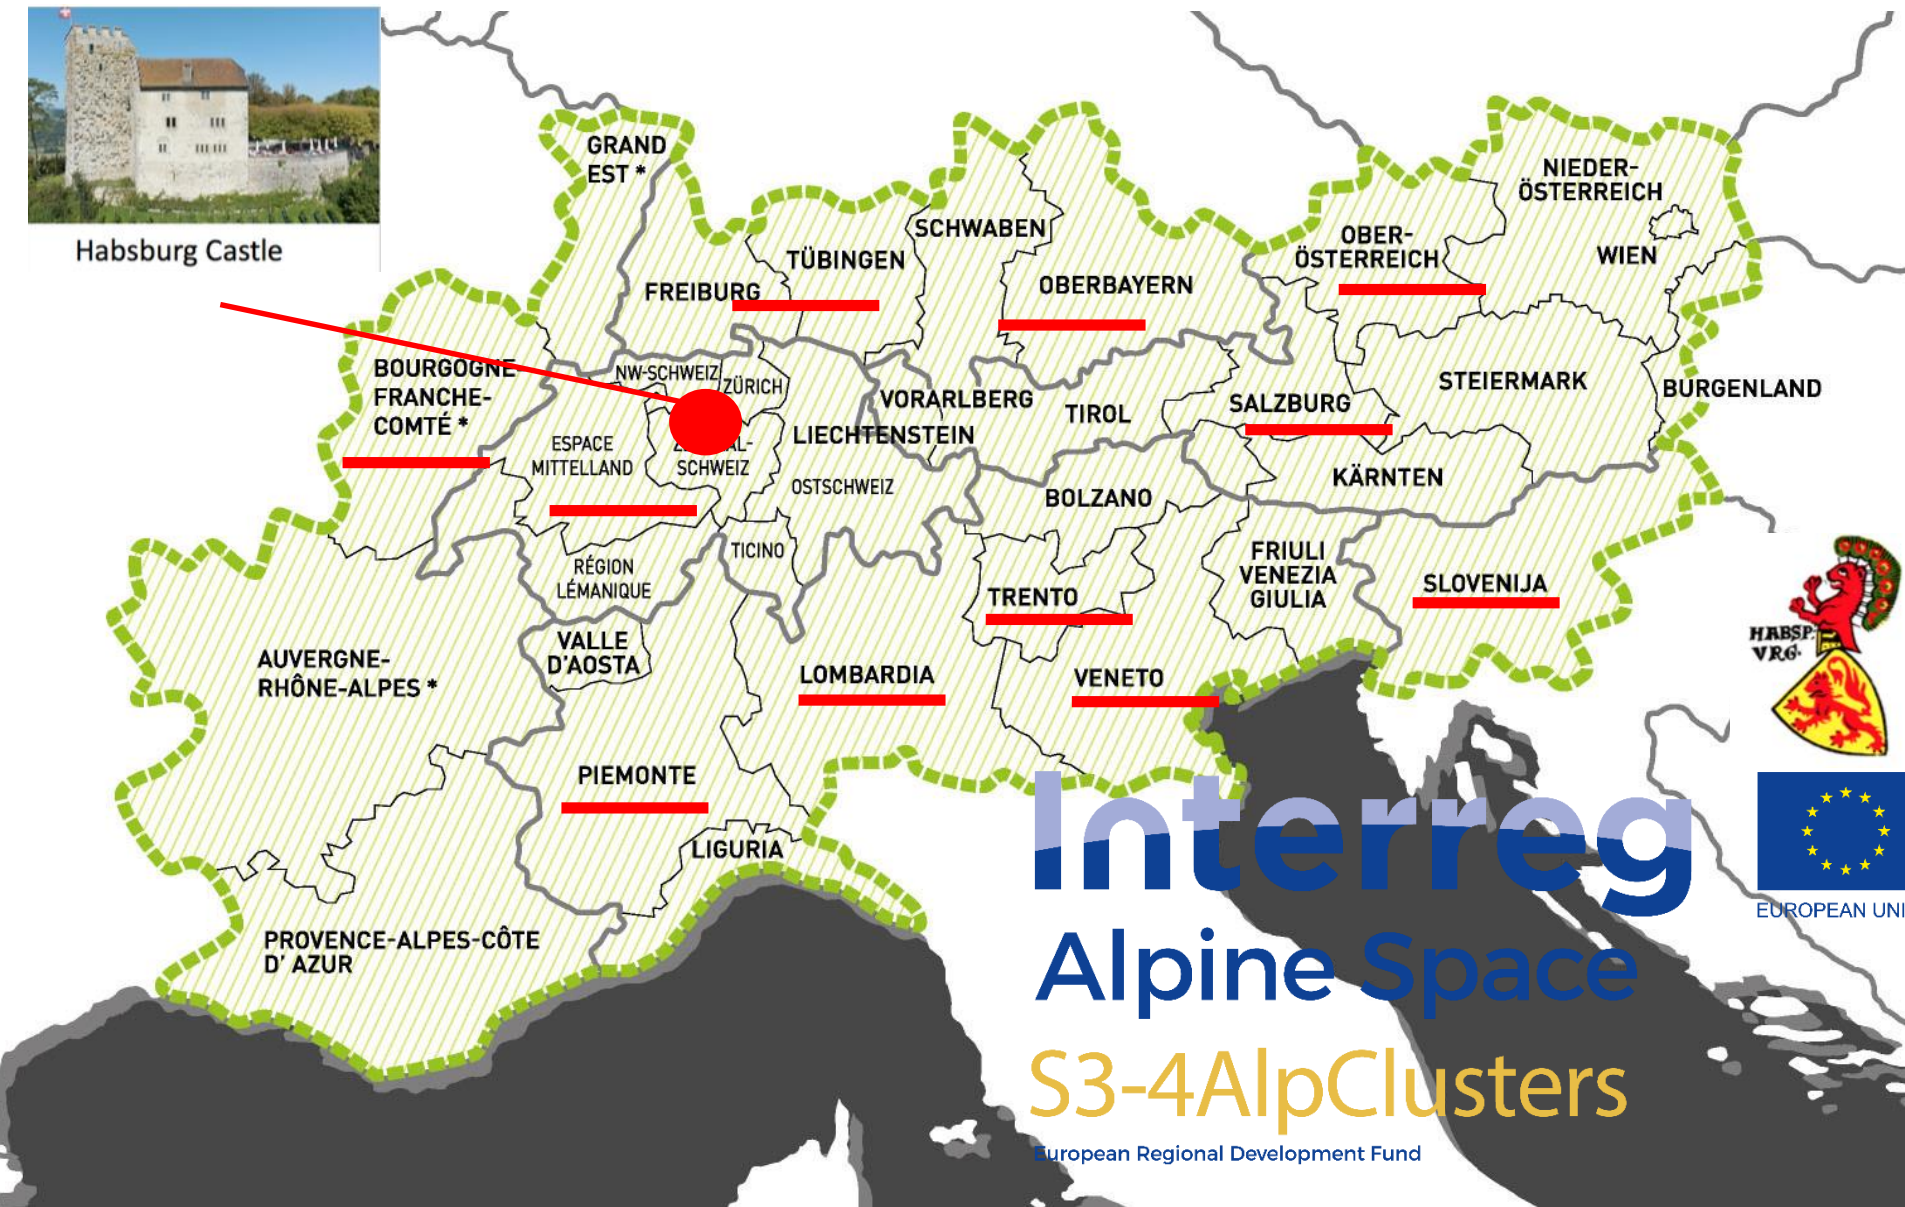 Habsburg Castle
GRAND
EST *
NIEDER-
ÖSTERREICH
SCHWABEN
OBER-
ÖSTERREICH
WIEN
TÜBINGEN
FREIBURG
OBERBAYERN
BOURGOGNE-
FRANCHE-
COMTÉ *
NW-SCHWEIZ
ZÜRICH
VORARLBERG
TIROL
SALZBURG
STEIERMARK
BURGENLAND
LIECHTENSTEIN
ESPACE
MITTELLAND
SCHWEIZ
OSTSCHWEIZ
BOLZANO
KÄRNTEN
TICINO
RÉGION
LÉMANIQUE
TRENTO
FRIULI
VENEZIA
GIULIA
SLOVENIJA
HABSP.
VRG.
VALLE
D'AOSTA
AUVERGNE-
RHÔNE-ALPES *
LOMBARDIA
VENETO
PIEMONTE
LIGURIA
PROVENCE-ALPES-CÔTE
D' AZUR
Interreg
EUROPEAN UNI
Alpine Space
S3-4AlpClusters
European Regional Development Fund